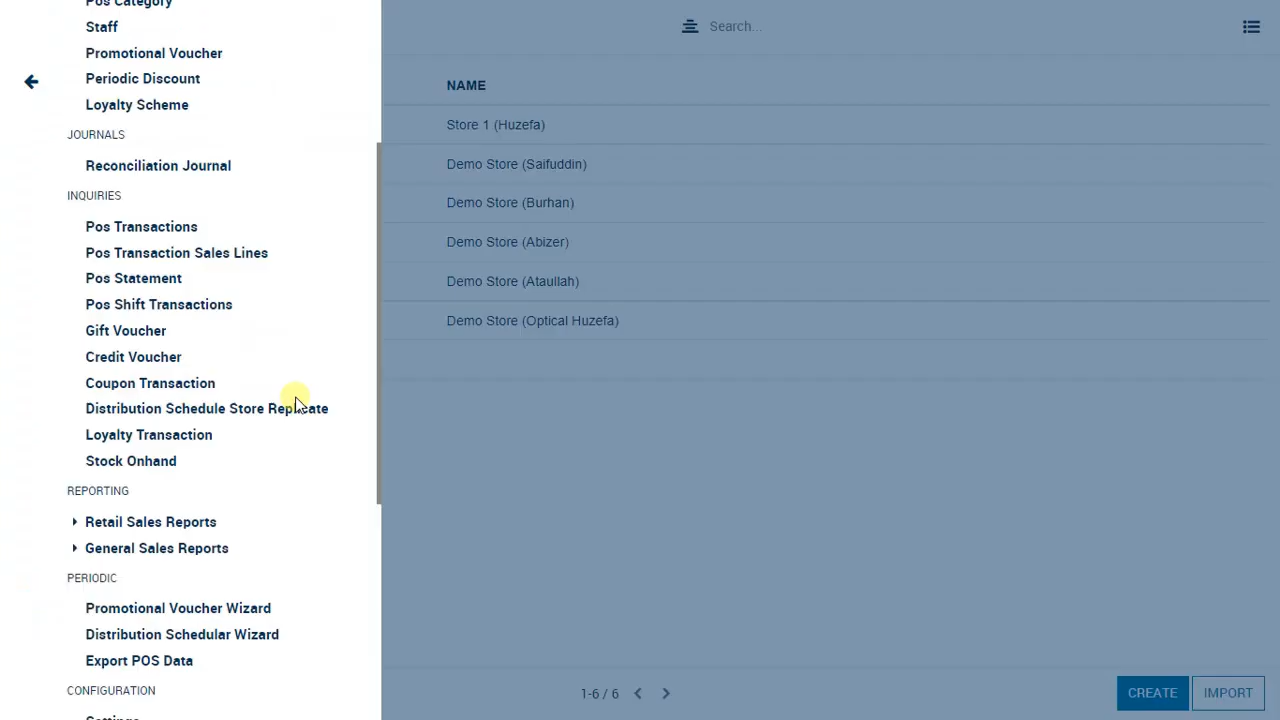 Pos Category
Staff
Promotional Voucher
Periodic Discount
Loyalty Scheme
JOURNALS
Reconciliation Journal
INQUIRIES
Pos Transactions
Pos Transaction Sales Lines
Pos Statement
Pos Shift Transactions
Gift Voucher
Credit Voucher
Coupon Transaction
Distribution Schedule Store Replicate
Loyalty Transaction
Stock Onhand
REPORTING
Retail Sales Reports
General Sales Reports
PERIODIC
Promotional Voucher Wizard
Distribution Schedular Wizard
Export POS Data
CONFIGURATION
Settings
Search...
NAME
Store 1 (Huzefa)
Demo Store (Saifuddin)
Demo Store (Burhan)
Demo Store (Abizer)
Demo Store (Ataullah)
Demo Store (Optical Huzefa)
1-6 / 6
CREATE
IMPORT